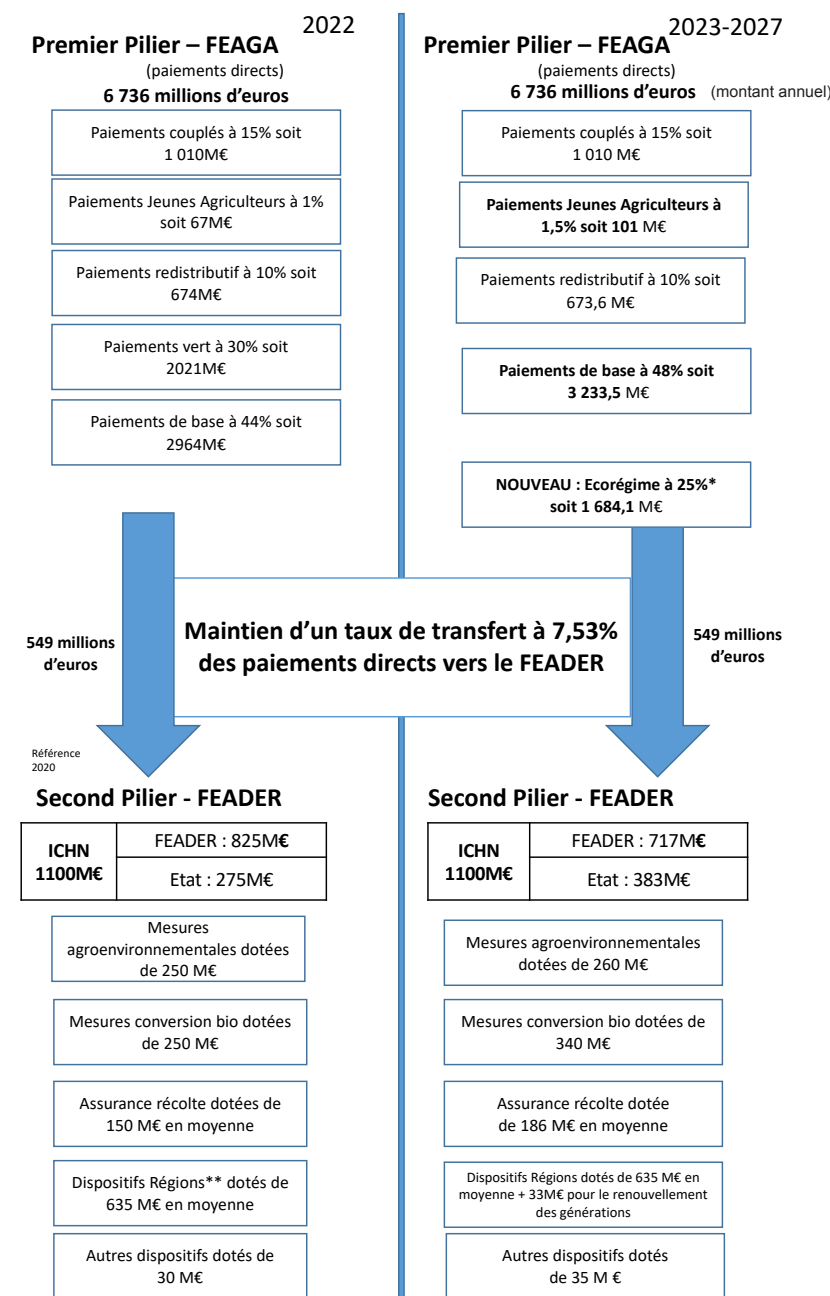 2022
Premier Pilier – FEAGA
(paiements directs)
6 736 millions d'euros
Paiements couplés à 15% soit
1 010M€
Paiements Jeunes Agriculteurs à 1%
soit 67M€
Paiements redistributif à 10% soit
674M€
Paiements vert à 30% soit
2021M€
Paiements de base à 44% soit
2964M€
2023-2027
Premier Pilier – FEAGA
(paiements directs)
6 736 millions d'euros (montant annuel)
Paiements couplés à 15% soit
1 010 M€
Paiements Jeunes Agriculteurs à
1,5% soit 101 M€
Paiements redistributif à 10% soit
673,6 M€
Paiements de base à 48% soit
3 233,5 M€
NOUVEAU : Ecorégime à 25%*
soit 1 684,1 M€
549 millions
d'euros
Maintien d'un taux de transfert à 7,53%
des paiements directs vers le FEADER
549 millions
d'euros
Référence
2020
Second Pilier - FEADER
ICHN
1100M€
FEADER : 825M€
Etat : 275M€
Mesures
agroenvironnementales dotées
de 250 M€
Mesures conversion bio dotées
de 250 M€
Assurance récolte dotées de
150 M€ en moyenne
Dispositifs Régions** dotés de
635 M€ en moyenne
Autres dispositifs dotés de
30 M€
Second Pilier - FEADER
ICHN
1100M€
FEADER : 717M€
Etat : 383M€
Mesures agroenvironnementales
dotées de 260 M€
Mesures conversion bio dotées de
340 M€
Assurance récolte dotée
de 186 M€ en moyenne
Dispositifs Régions dotés de 635 M€ en
moyenne + 33M€ pour le renouvellement
des générations
Autres dispositifs dotés
de 35 M €